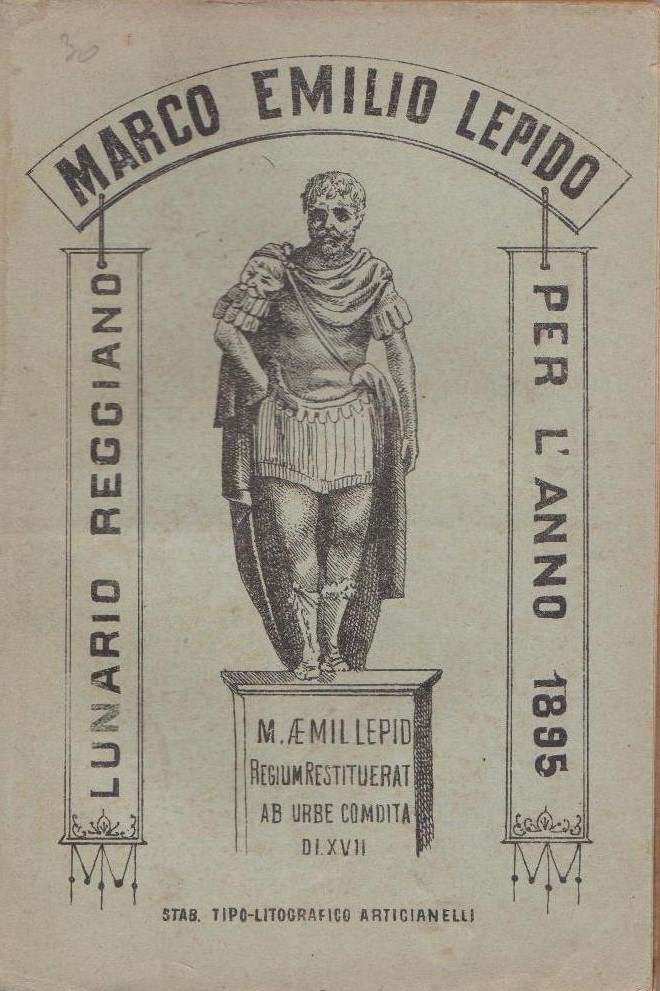 30
MARCO EMILIO LEPIDO
LUNARIO REGGIANO
PER L'ANNO 1895
M. ÆMIL LEPID
REGIUM RESTITUERAT
AB URBE COMDITA
DLXVII
STAB. TIPO-LITOGRAFICO ARTIGIANELLI